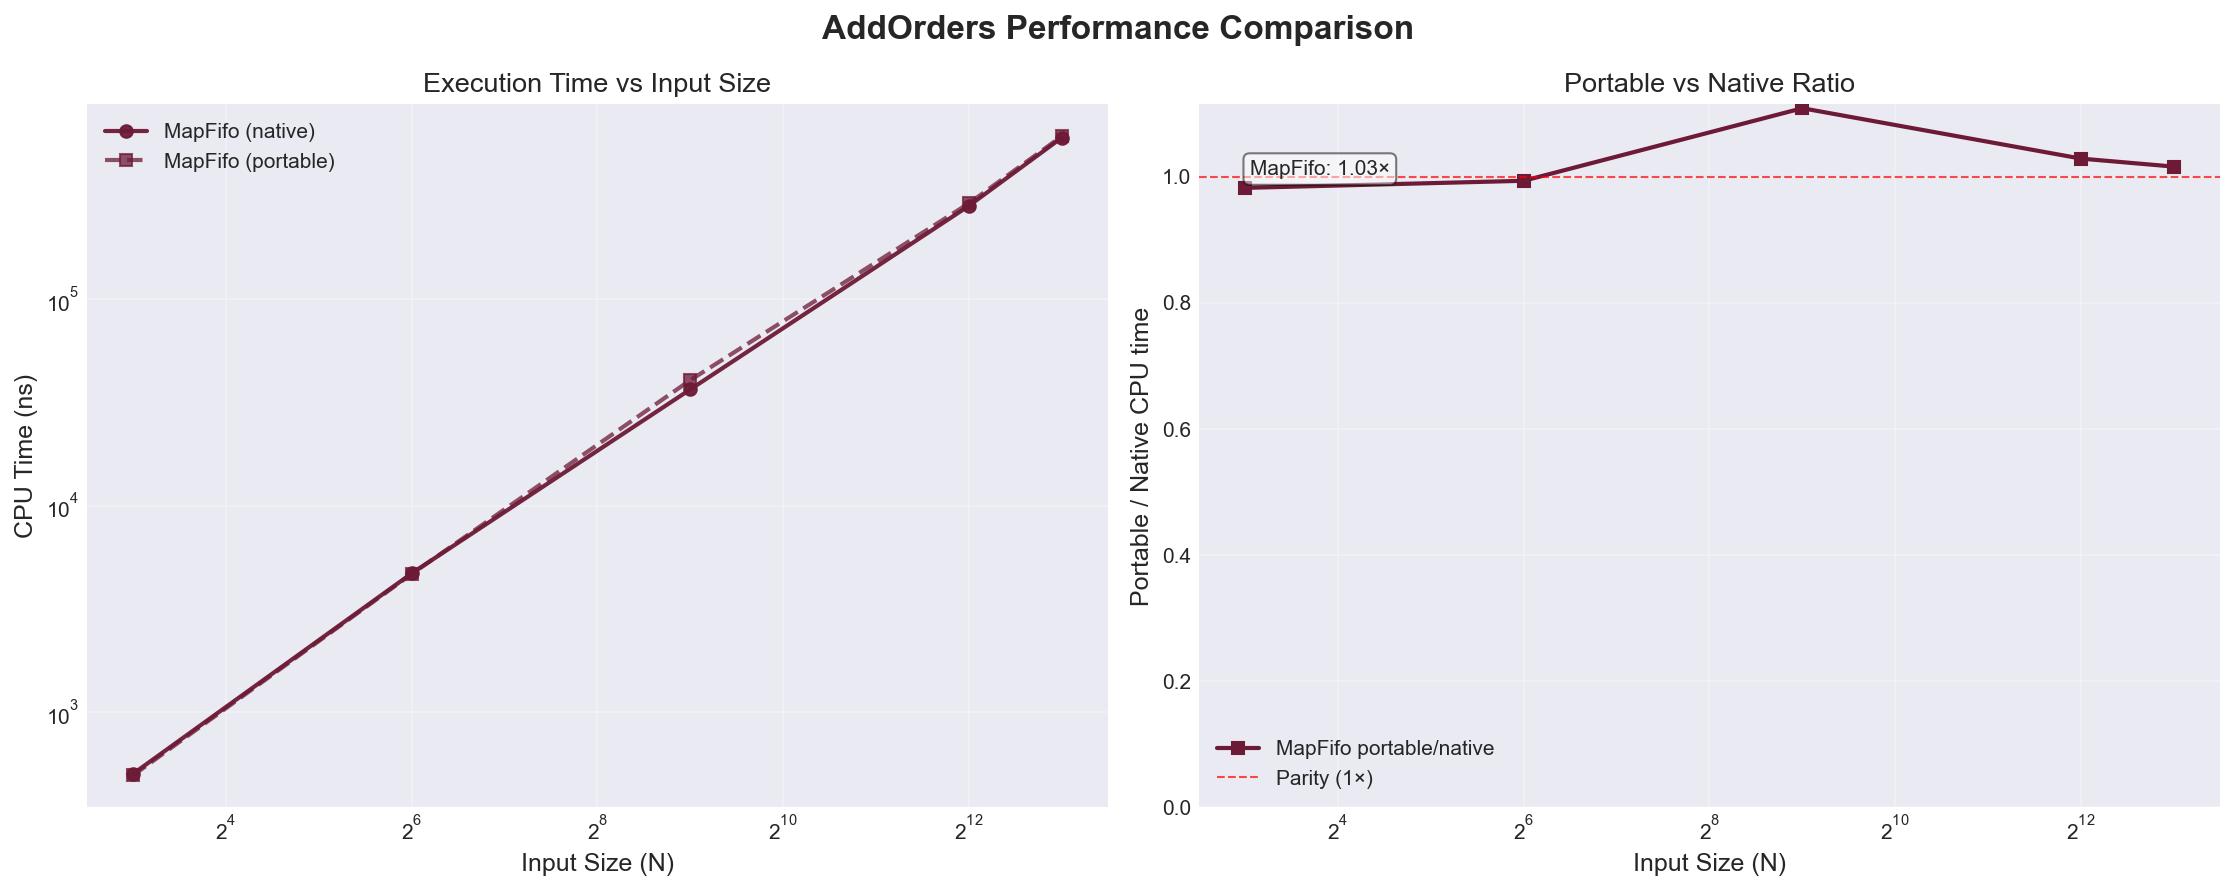 AddOrders Performance Comparison
Execution Time vs Input Size
MapFifo (native)
MapFifo (portable)
10^5
10^4
10^3
CPU Time (ns)
2^4 2^6 2^8 2^10 2^12
Input Size (N)
Portable vs Native Ratio
MapFifo: 1.03×
1.0
0.8
0.6
0.4
0.2
0.0
Portable / Native CPU time
MapFifo portable/native
Parity (1×)
2^4 2^6 2^8 2^10 2^12
Input Size (N)